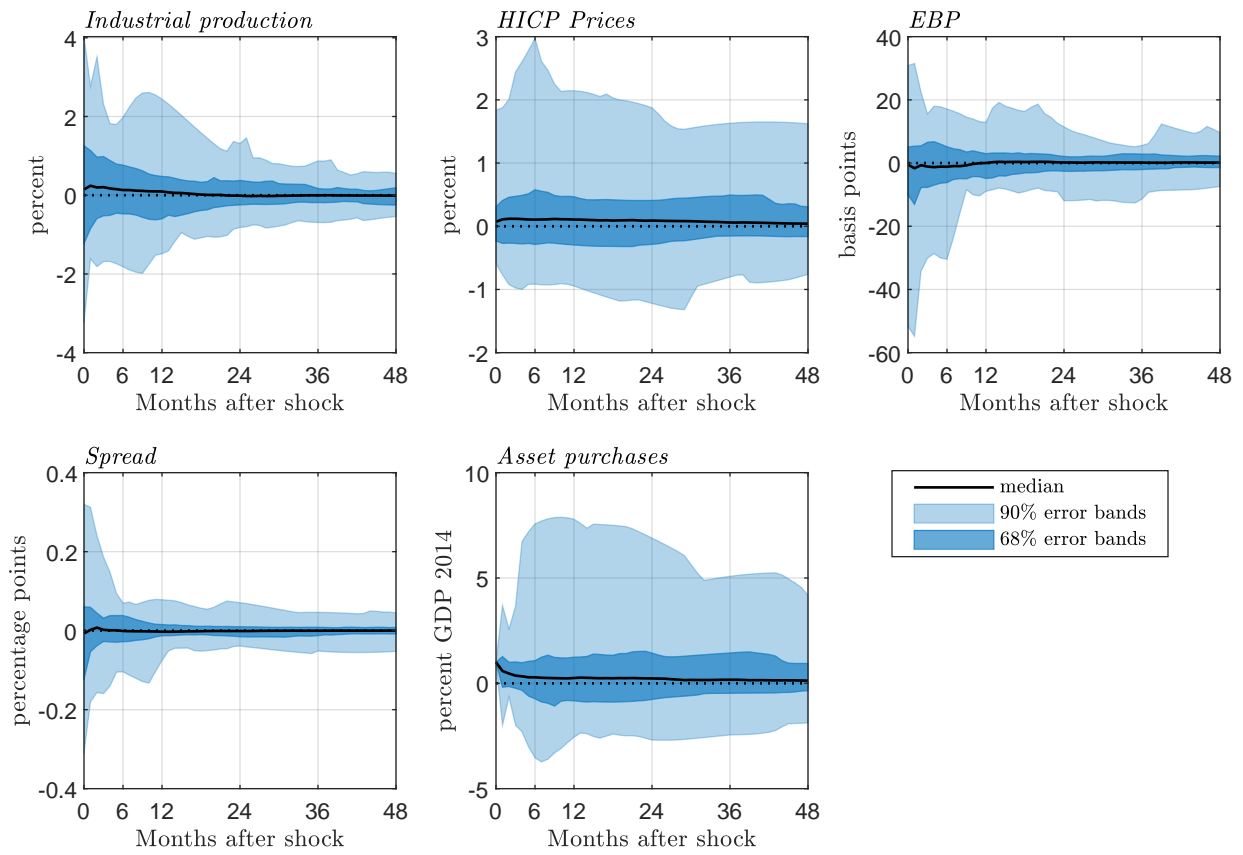 Industrial production
4
2
0
-2
-4
percent
0 6 12 24 36 48
Months after shock
HICP Prices
3
2
1
0
-1
-2
percent
0 6 12 24 36 48
Months after shock
EBP
40
20
0
-20
-40
-60
basis points
0 6 12 24 36 48
Months after shock
Spread
0.4
0.2
0
-0.2
-0.4
percentage points
0 6 12 24 36 48
Months after shock
Asset purchases
10
5
0
-5
percent GDP 2014
0 6 12 24 36 48
Months after shock
median
90% error bands
68% error bands